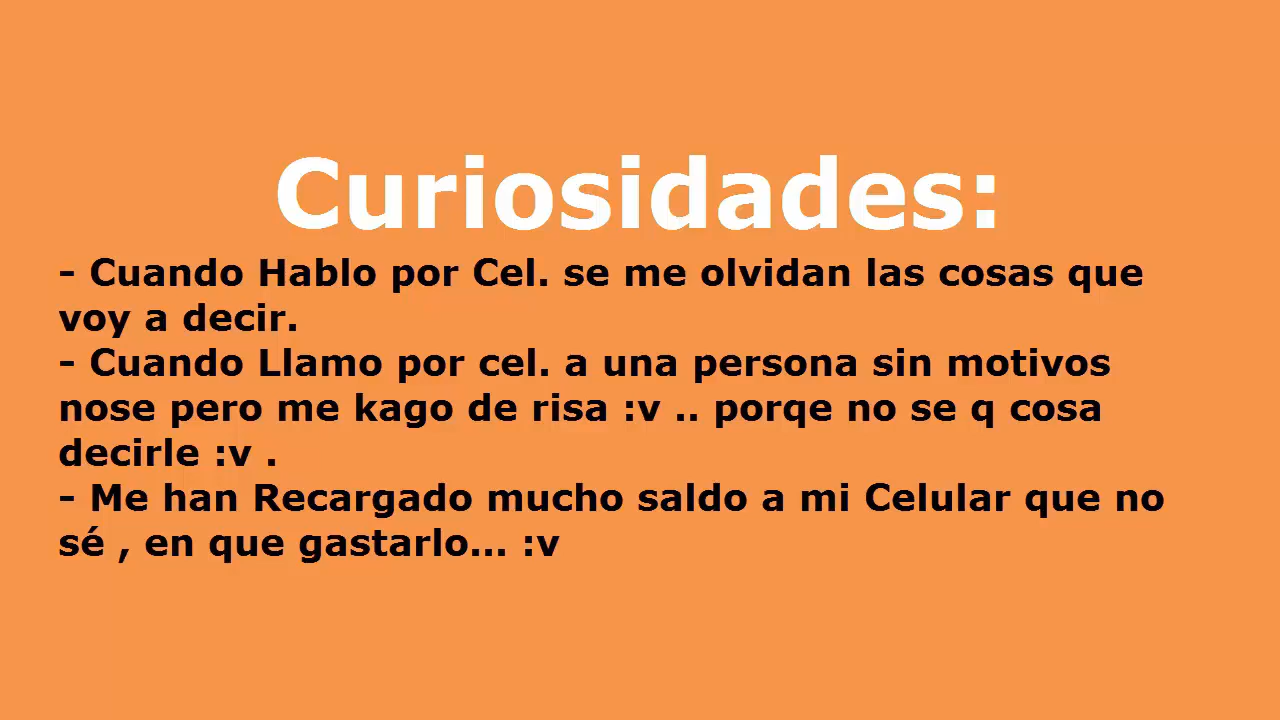 Curiosidades:
- Cuando Hablo por Cel. se me olvidan las cosas que
voy a decir.
- Cuando Llamo por cel. a una persona sin motivos
nose pero me kago de risa :v .. porqe no se q cosa
decirle :v .
- Me han Recargado mucho saldo a mi Celular que no
sé , en que gastarlo... :v